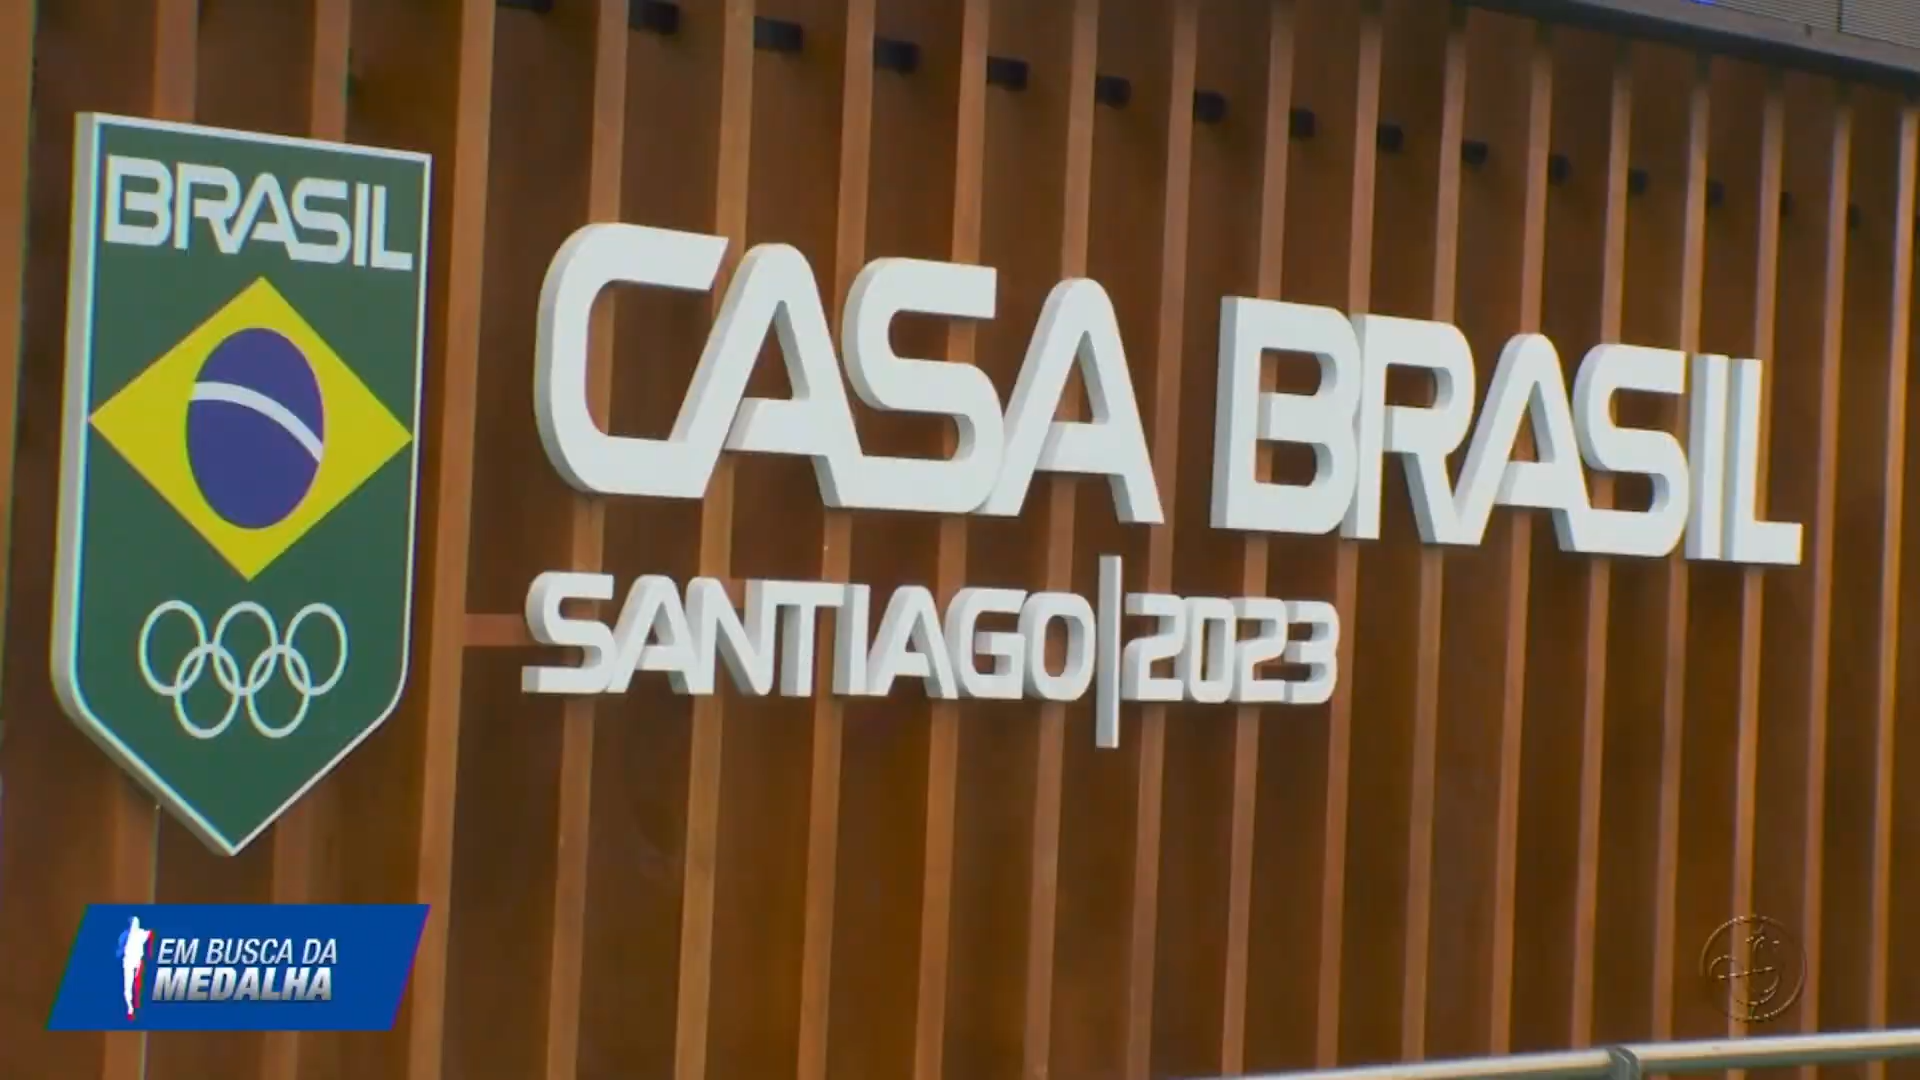 BRASIL
CASA BRASIL
SANTIAGO|2023
EM BUSCA DA
MEDALHA